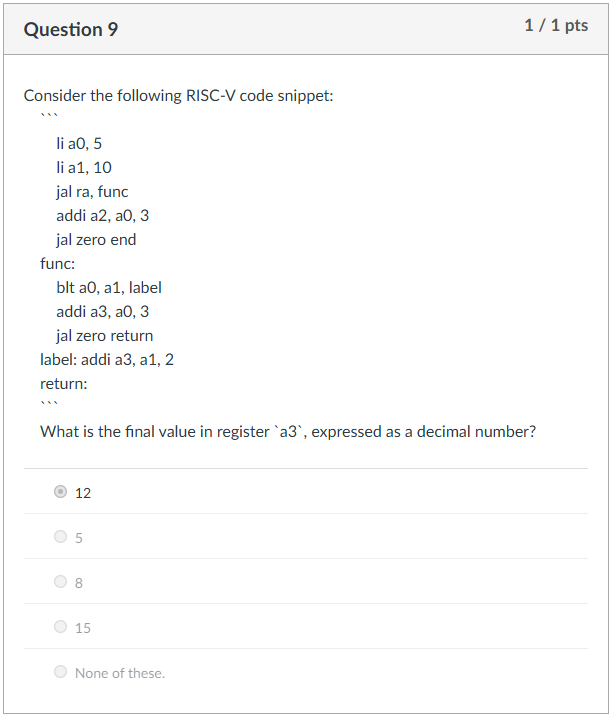 Question 9
1 / 1 pts
Consider the following RISC-V code snippet:
```
li a0, 5
li a1, 10
jal ra, func
addi a2, a0, 3
jal zero end
func:
blt a0, a1, label
addi a3, a0, 3
jal zero return
label: addi a3, a1, 2
return:
```
What is the final value in register `a3`, expressed as a decimal number?
12
5
8
15
None of these.